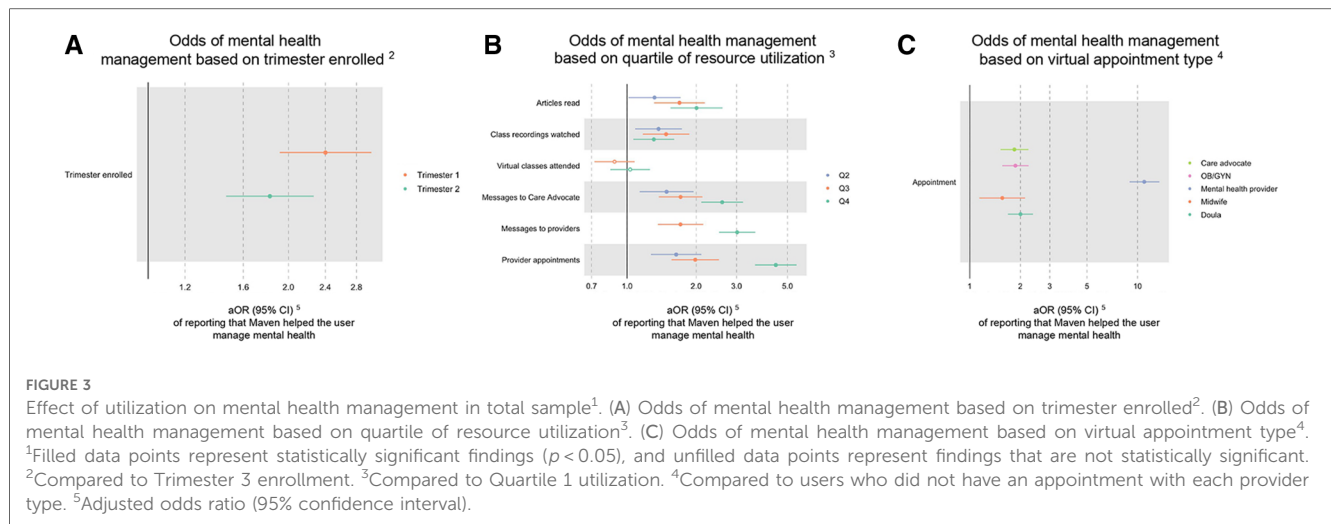 A
Odds of mental health
management based on trimester enrolled 2
Trimester enrolled
Trimester 1
Trimester 2
1.2
1.6
2.0
2.4
2.8
aOR (95% CI) 5
of reporting that Maven helped the user
manage mental health
B
Odds of mental health management
based on quartile of resource utilization 3
Articles read
Class recordings watched
Virtual classes attended
Messages to Care Advocate
Messages to providers
Provider appointments
Q2
Q3
Q4
0.7
1.0
2.0
3.0
5.0
aOR (95% CI) 5
of reporting that Maven helped the user
manage mental health
C
Odds of mental health management
based on virtual appointment type 4
Appointment
Care advocate
OB/GYN
Mental health provider
Midwife
Doula
1
2
3
5
10
aOR (95% CI) 5
of reporting that Maven helped the user
manage mental health
FIGURE 3
Effect of utilization on mental health management in total sample1. (A) Odds of mental health management based on trimester enrolled2. (B) Odds of
mental health management based on quartile of resource utilization3. (C) Odds of mental health management based on virtual appointment type4.
1Filled data points represent statistically significant findings (p < 0.05), and unfilled data points represent findings that are not statistically significant.
2Compared to Trimester 3 enrollment. 3Compared to Quartile 1 utilization. 4Compared to users who did not have an appointment with each provider
type. 5Adjusted odds ratio (95% confidence interval).